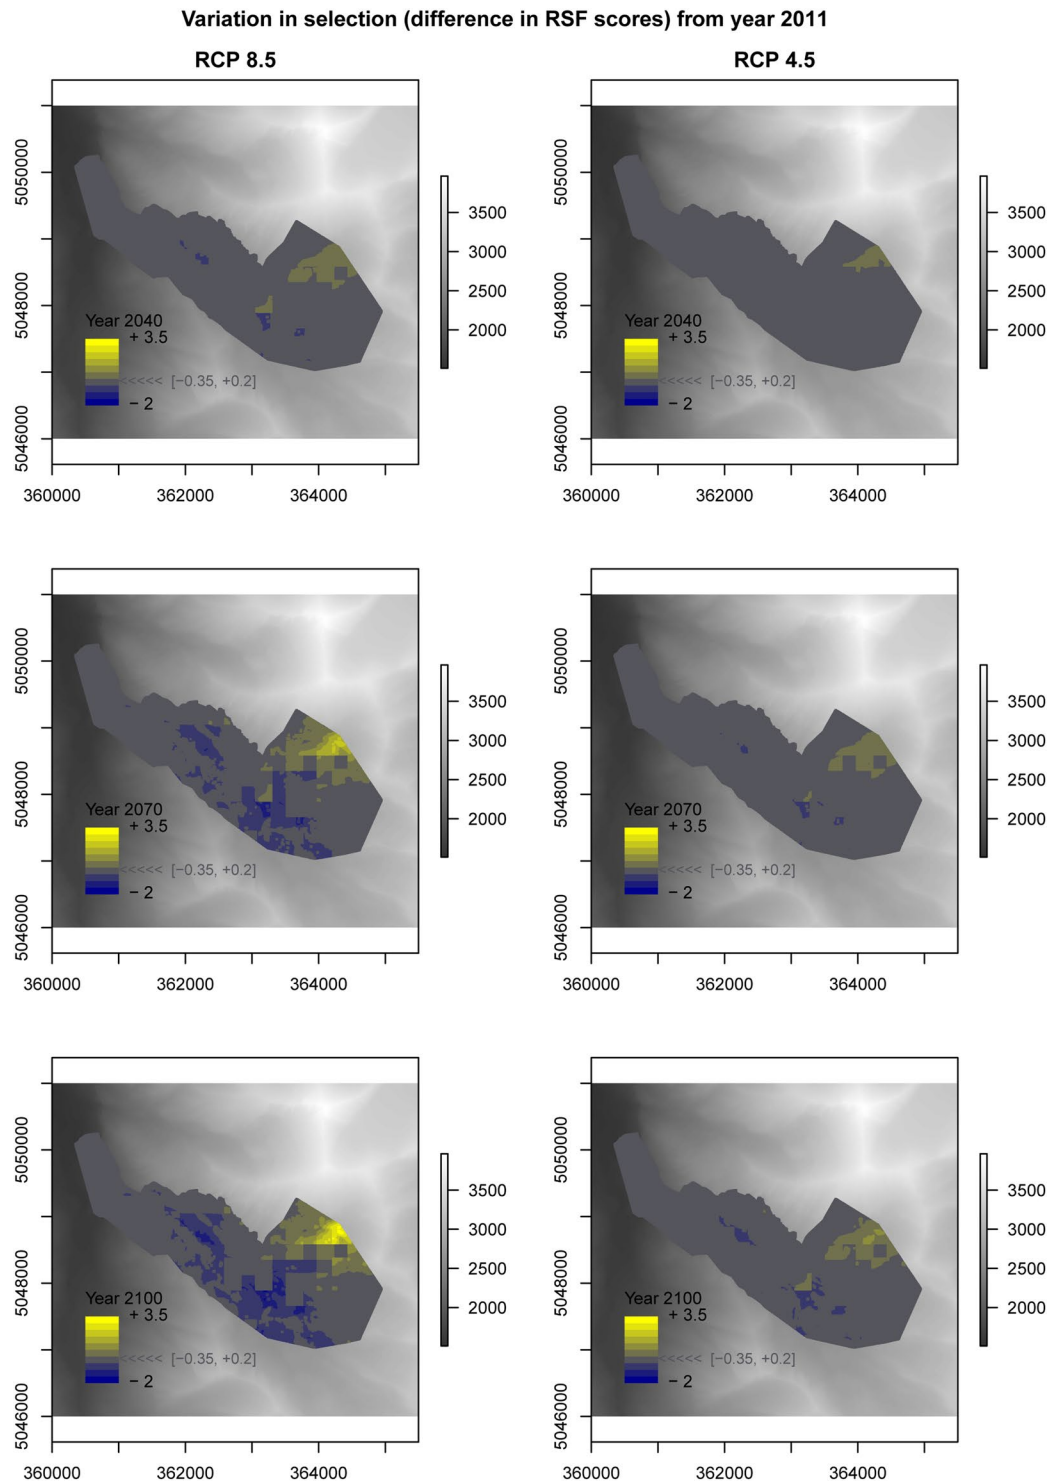 Variation in selection (difference in RSF scores) from year 2011
RCP 8.5
RCP 4.5
5050000
5048000
5046000
Year 2040
+ 3.5
<<<<< [−0.35, +0.2]
− 2
3500
3000
2500
2000
360000 362000 364000
5050000
5048000
5046000
Year 2040
+ 3.5
<<<<< [−0.35, +0.2]
− 2
3500
3000
2500
2000
360000 362000 364000
5050000
5048000
5046000
Year 2070
+ 3.5
<<<<< [−0.35, +0.2]
− 2
3500
3000
2500
2000
360000 362000 364000
5050000
5048000
5046000
Year 2070
+ 3.5
<<<<< [−0.35, +0.2]
− 2
3500
3000
2500
2000
360000 362000 364000
5050000
5048000
5046000
Year 2100
+ 3.5
<<<<< [−0.35, +0.2]
− 2
3500
3000
2500
2000
360000 362000 364000
5050000
5048000
5046000
Year 2100
+ 3.5
<<<<< [−0.35, +0.2]
− 2
3500
3000
2500
2000
360000 362000 364000